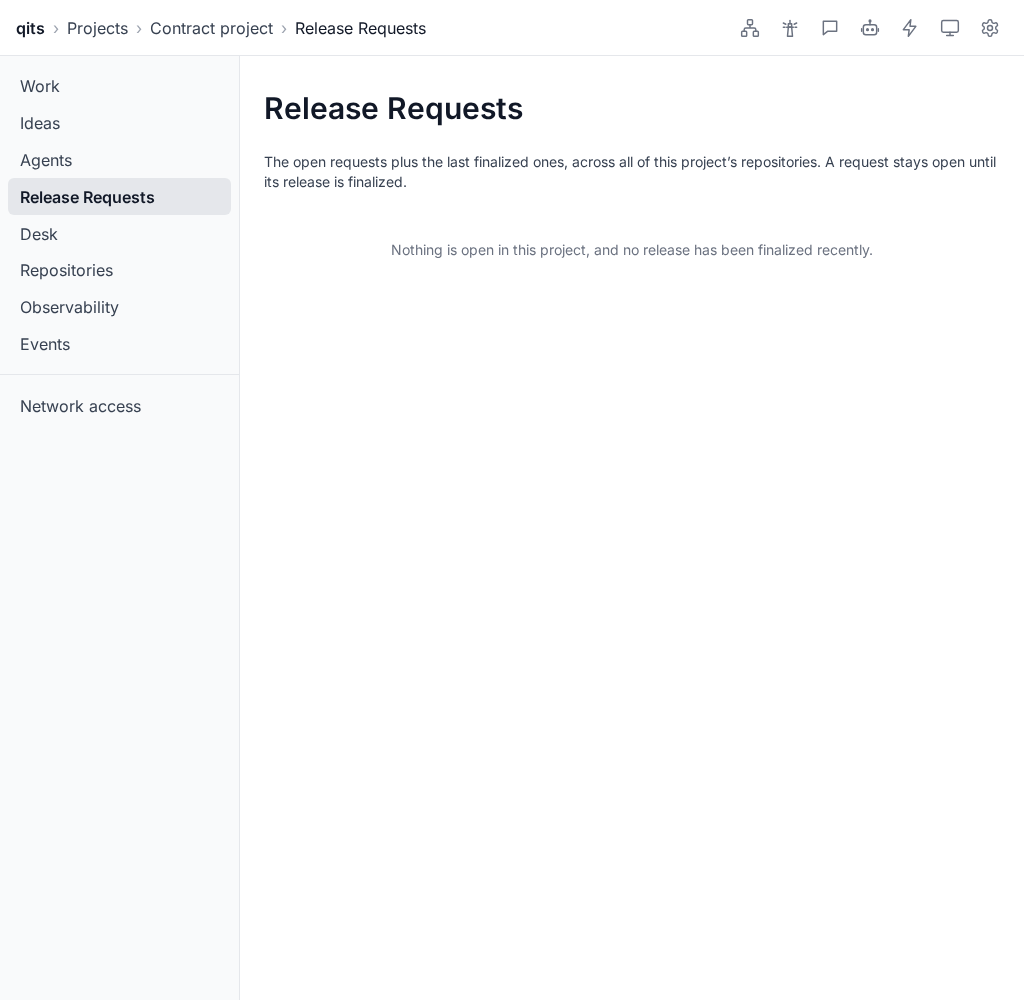 qits › Projects › Contract project › Release Requests
Work
Ideas
Agents
Release Requests
Desk
Repositories
Observability
Events
Network access
Release Requests
The open requests plus the last finalized ones, across all of this project’s repositories. A request stays open until
its release is finalized.
Nothing is open in this project, and no release has been finalized recently.